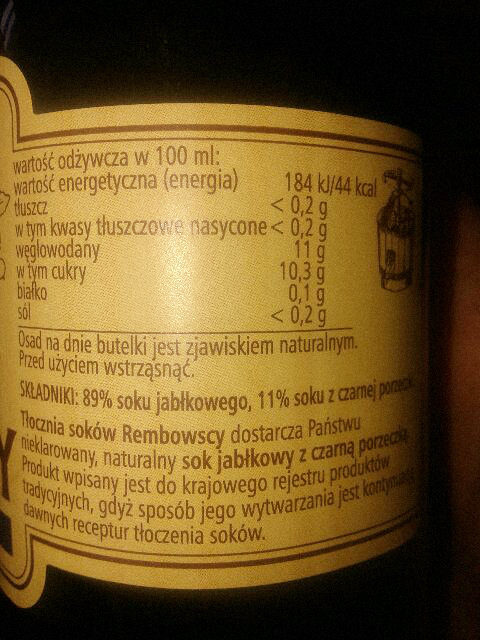 wartość odżywcza w 100 ml:
wartość energetyczna (energia) 184 kJ/44 kcal
tłuszcz < 0,2 g
w tym kwasy tłuszczowe nasycone < 0,2 g
węglowodany 11 g
w tym cukry 10,3 g
białko 0,1 g
sól < 0,2 g
Osad na dnie butelki jest zjawiskiem naturalnym.
Przed użyciem wstrząsnąć.
SKŁADNIKI: 89% soku jabłkowego, 11% soku z czarnej
Tłocznia soków Rembowscy dostarcza Państwu
nieklarowany, naturalny sok jabłkowy z czarną porzeczką.
Produkt wpisany jest do krajowego rejestru produktów
tradycyjnych, gdyż sposób jego wytwarzania jest
dawnych receptur tłoczenia soków.
Y